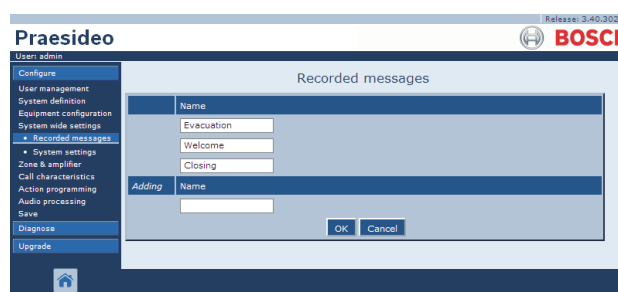 Release: 3.40.302
Praesideo
BOSCH
User: admin
Configure
User management
System definition
Equipment configuration
System wide settings
• Recorded messages
• System settings
Zone & amplifier
Call characteristics
Action programming
Audio processing
Save
Diagnose
Upgrade
Recorded messages
Name
Evacuation
Welcome
Closing
Adding Name
OK Cancel